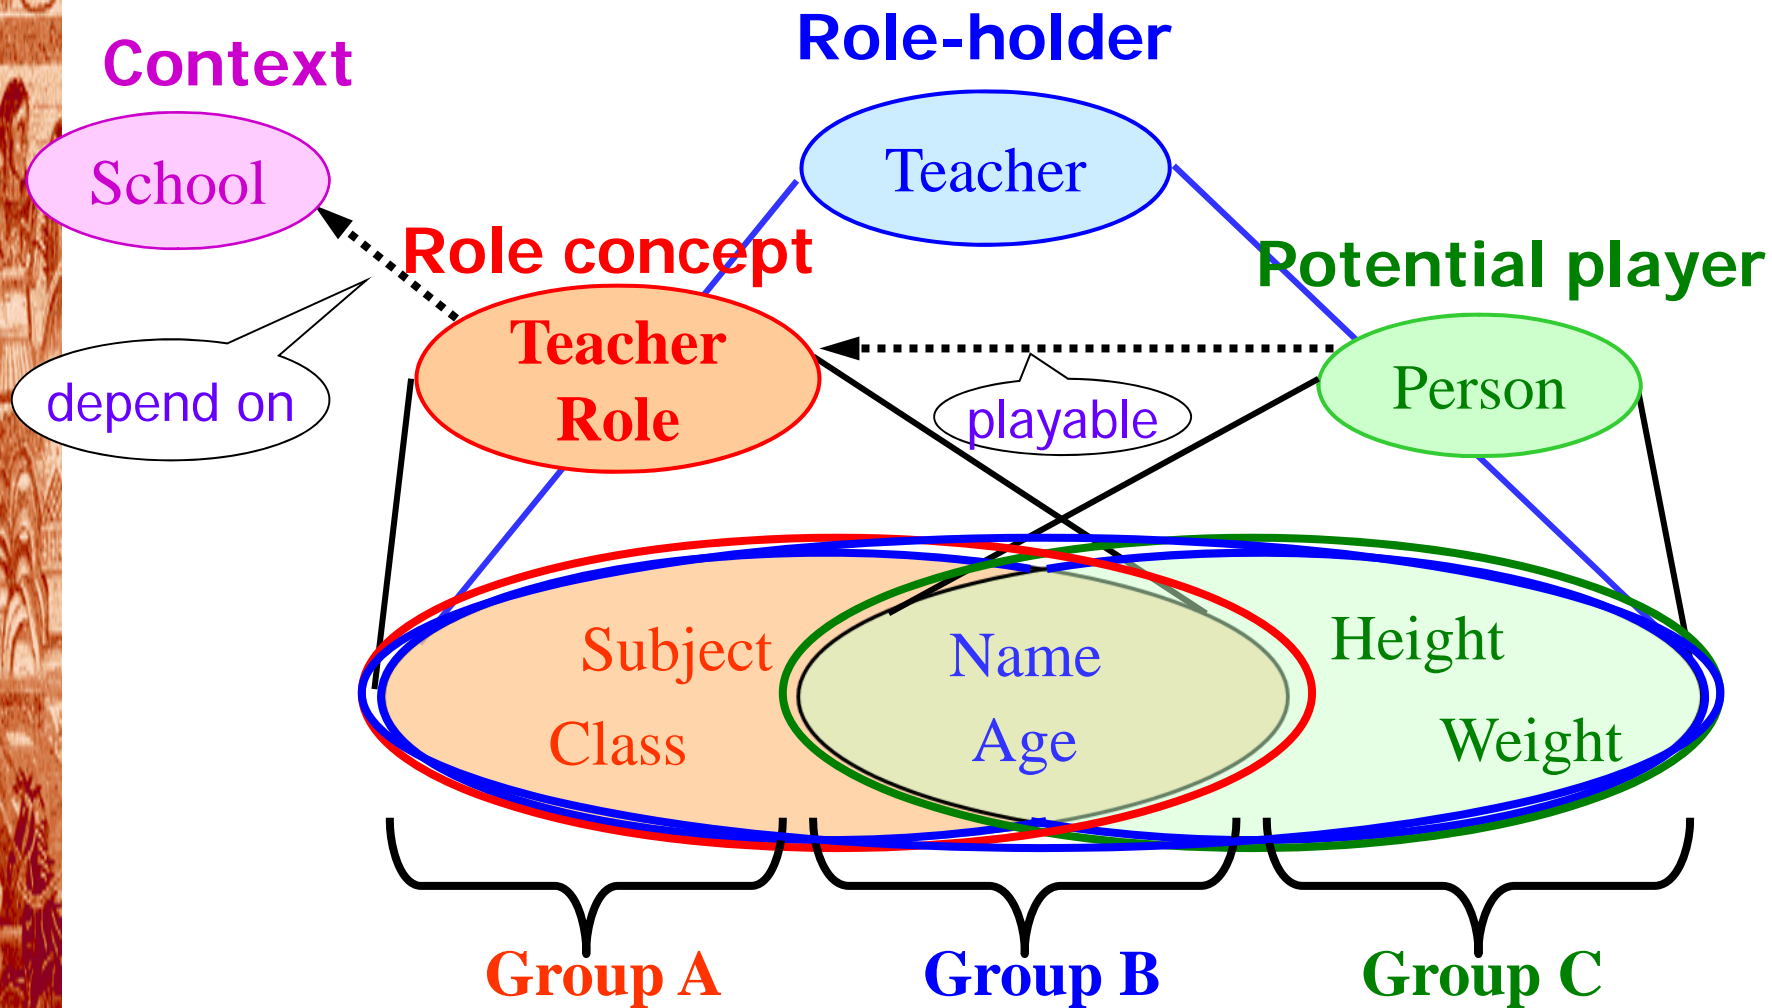 Role-holder
Context
Teacher
School
Role concept
Potential player
Teacher
Role
Person
depend on
playable
Subject
Name
Height
Class
Age
Weight
Group A
Group B
Group C